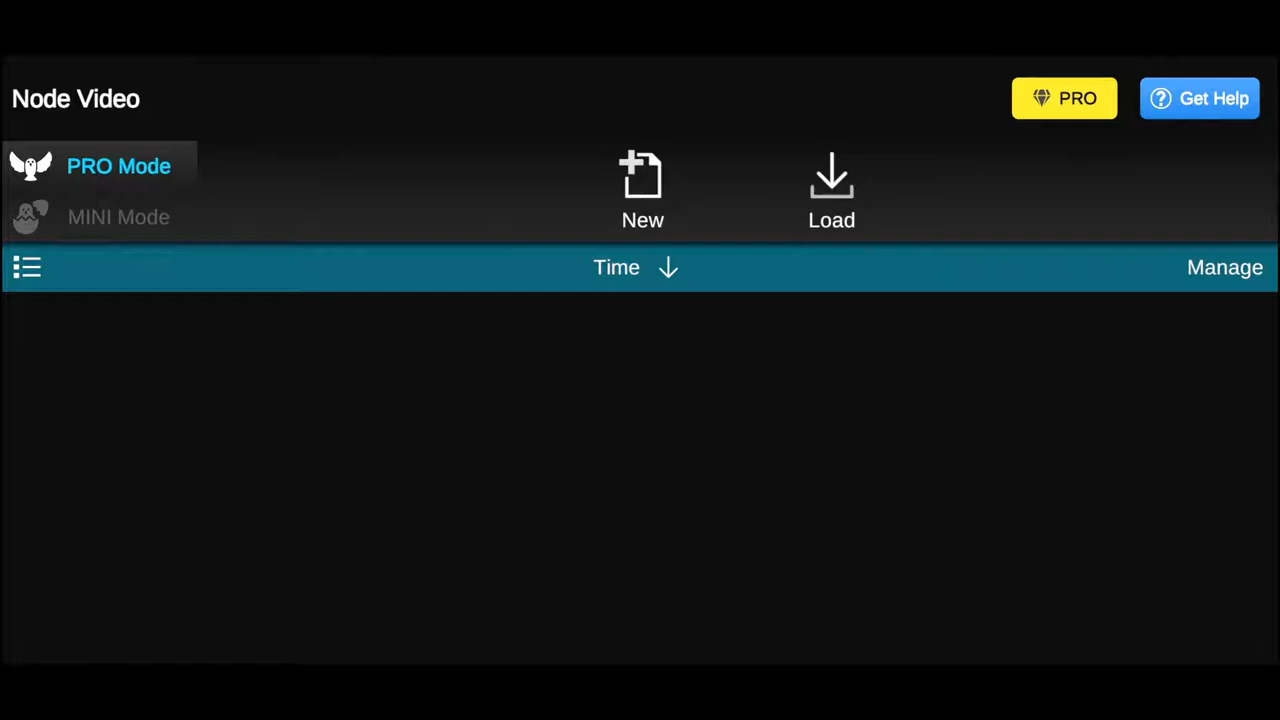 Node Video
PRO
Get Help
PRO Mode
MINI Mode
New
Load
Time
Manage